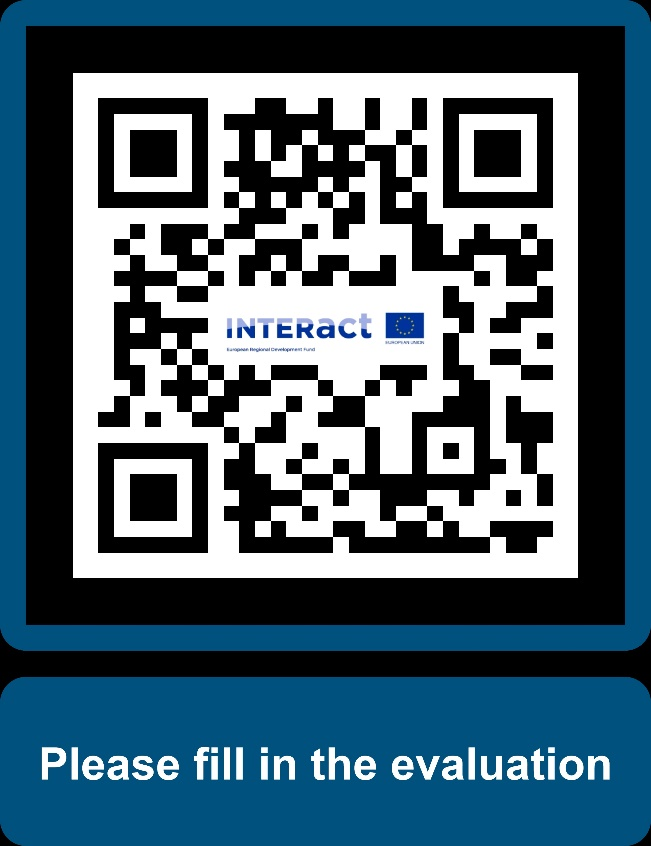 INTERact
EUROPEAN UNION
European Regional Development Fund
Please fill in the evaluation